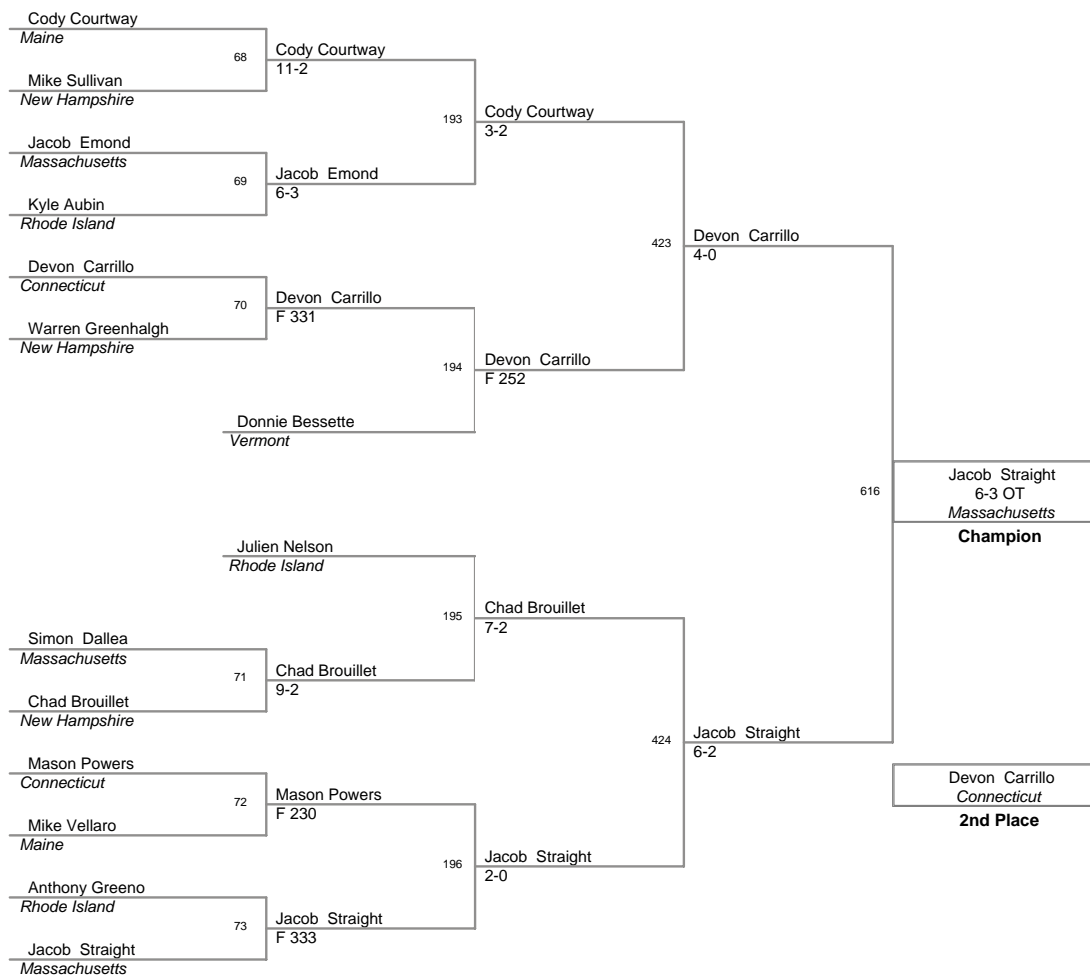 Cody Courtway
Maine
68
Cody Courtway
11-2
Mike Sullivan
New Hampshire
193
Cody Courtway
3-2
Jacob Emond
Massachusetts
69
Jacob Emond
6-3
Kyle Aubin
Rhode Island
423
Devon Carrillo
4-0
Devon Carrillo
Connecticut
70
Devon Carrillo
F 331
Warren Greenhalgh
New Hampshire
194
Devon Carrillo
F 252
Donnie Bessette
Vermont
616
Jacob Straight
6-3 OT
Massachusetts
Champion
Julien Nelson
Rhode Island
195
Chad Brouillet
7-2
Simon Dallea
Massachusetts
71
Chad Brouillet
9-2
Chad Brouillet
New Hampshire
424
Jacob Straight
6-2
Mason Powers
Connecticut
72
Mason Powers
F 230
Mike Vellaro
Maine
196
Jacob Straight
2-0
Anthony Greeno
Rhode Island
73
Jacob Straight
F 333
Jacob Straight
Massachusetts
Devon Carrillo
Connecticut
2nd Place